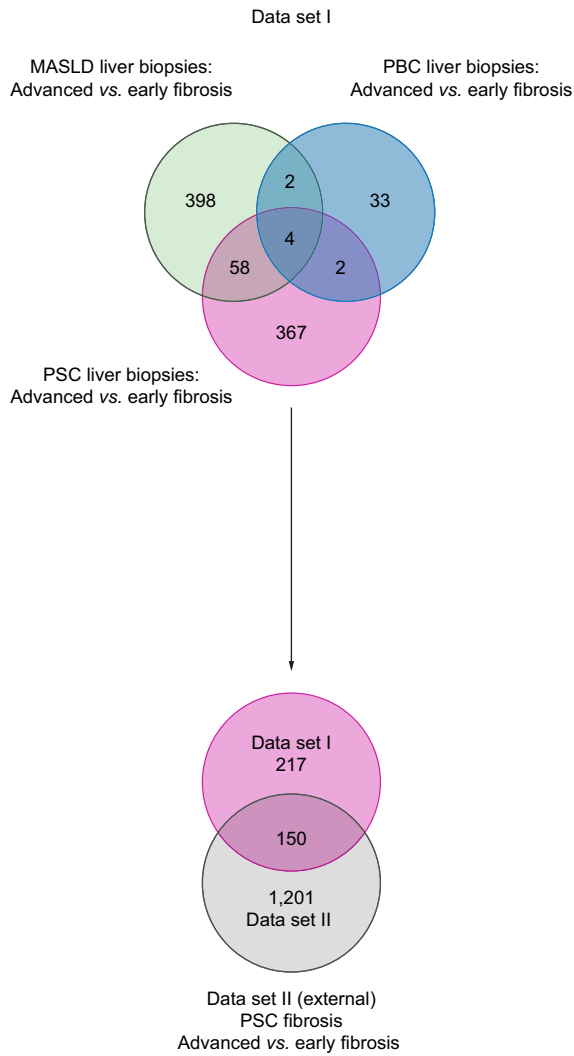 Data set I
MASLD liver biopsies:
Advanced vs. early fibrosis
PBC liver biopsies:
Advanced vs. early fibrosis
2
398
33
4
58
2
367
PSC liver biopsies:
Advanced vs. early fibrosis
Data set I
217
150
1,201
Data set II
Data set II (external)
PSC fibrosis
Advanced vs. early fibrosis